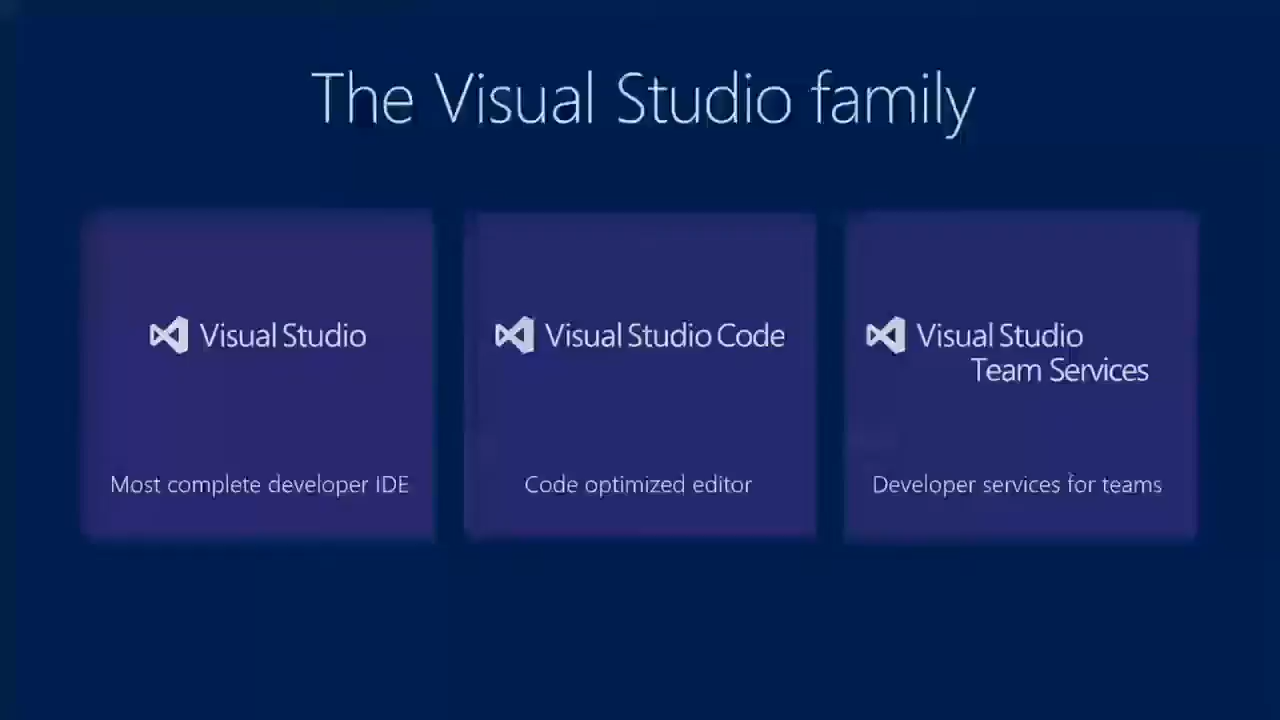 The Visual Studio family
Visual Studio
Most complete developer IDE
Visual Studio Code
Code optimized editor
Visual Studio
Team Services
Developer services for teams